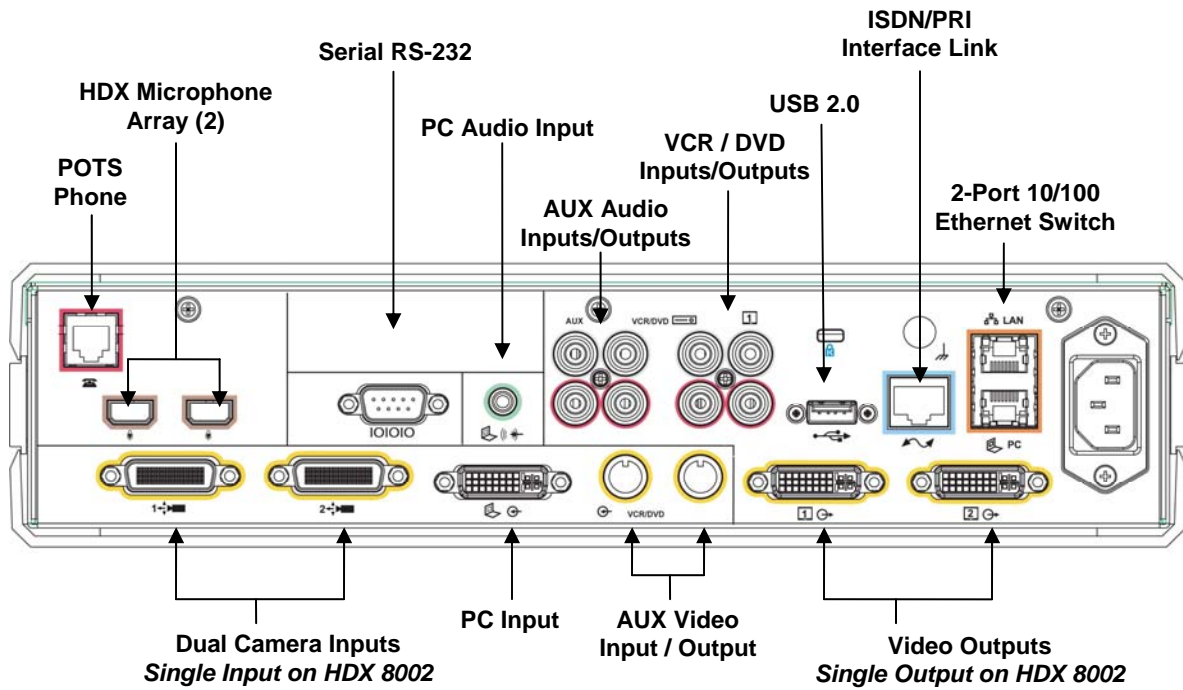 ISDN/PRI
Interface Link
Serial RS-232
HDX Microphone
Array (2)
USB 2.0
PC Audio Input
VCR / DVD
Inputs/Outputs
POTS
Phone
2-Port 10/100
Ethernet Switch
AUX Audio
Inputs/Outputs
AUX
VCR/DVD
1
LAN
IOIOIO
PC
1
2
VCR/DVD
1
2
PC Input
AUX Video
Input / Output
Dual Camera Inputs
Single Input on HDX 8002
Video Outputs
Single Output on HDX 8002